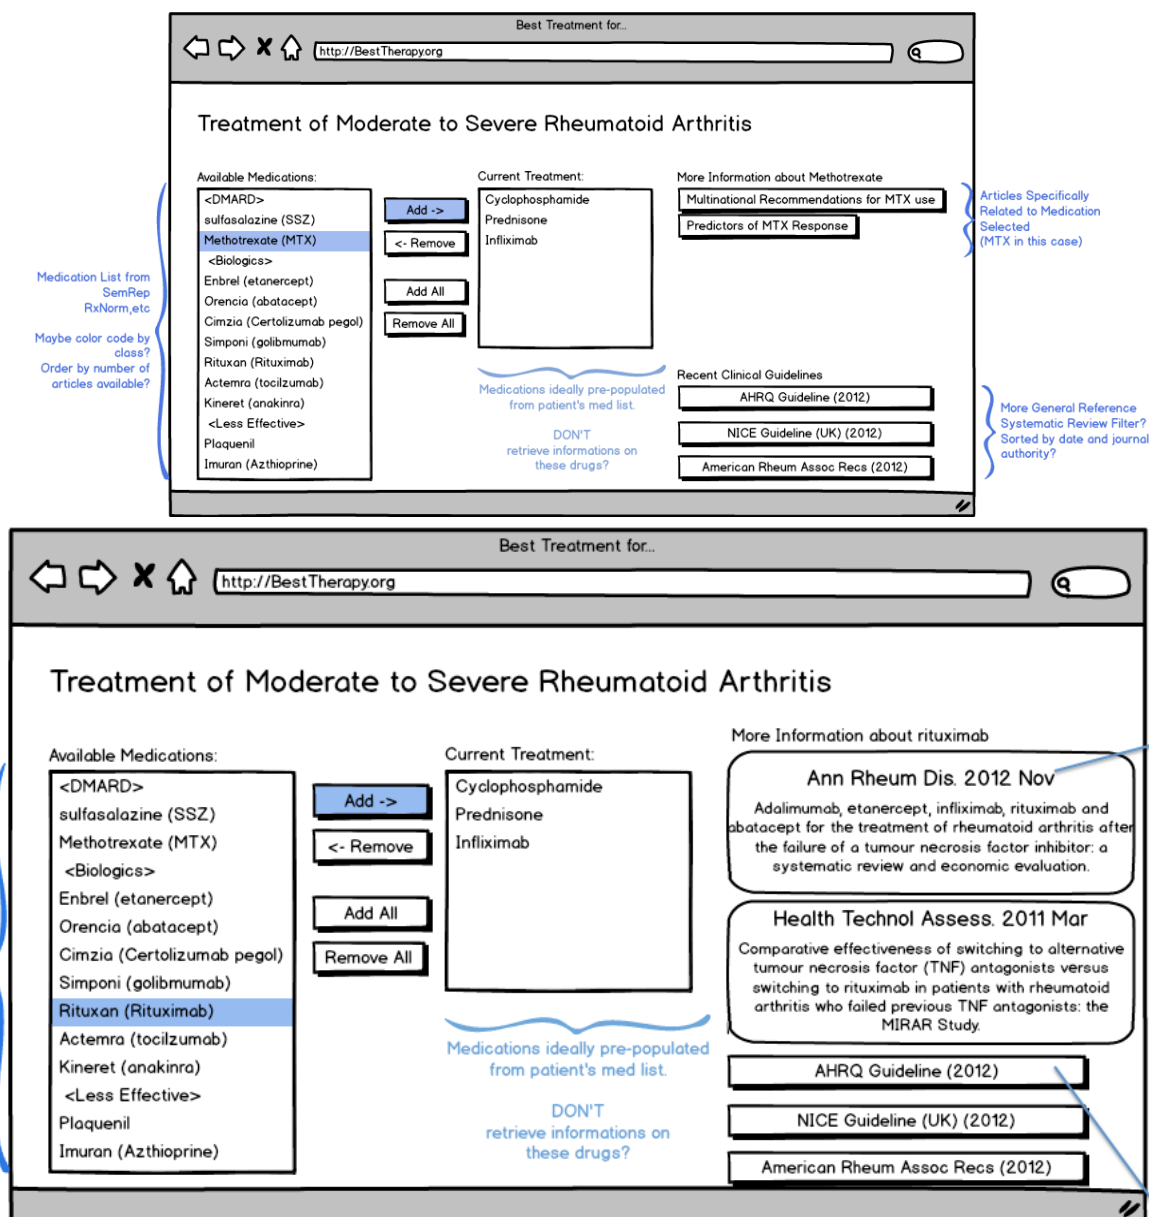 Best Treatment for...
http://BestTherapy.org
Treatment of Moderate to Severe Rheumatoid Arthritis
Available Medications:
<DMARD>
sulfasalazine (SSZ)
Methotrexate (MTX)
<Biologics>
Enbrel (etanercept)
Orencia (abatacept)
Cimzia (Certolizumab pegol)
Simponi (golibmumab)
Rituxan (Rituximab)
Actemra (tocilzumab)
Kineret (anakinra)
<Less Effective>
Plaquenil
Imuran (Azthioprine)
Add ->
<- Remove
Add All
Remove All
Current Treatment:
Cyclophosphamide
Prednisone
Infliximab
More Information about Methotrexate
Multinational Recommendations for MTX use
Predictors of MTX Response
Recent Clinical Guidelines
AHRQ Guideline (2012)
NICE Guideline (UK) (2012)
American Rheum Assoc Recs (2012)
Medication List from
SemRep
RxNorm,etc
Maybe color code by
class?
Order by number of
articles available?
Medications ideally pre-populated
from patient's med list.
DON'T
retrieve informations on
these drugs?
Articles Specifically
Related to Medication
Selected
(MTX in this case)
More General Reference
Systematic Review Filter?
Sorted by date and journal
authority?
Best Treatment for...
http://BestTherapy.org
Treatment of Moderate to Severe Rheumatoid Arthritis
Available Medications:
<DMARD>
sulfasalazine (SSZ)
Methotrexate (MTX)
<Biologics>
Enbrel (etanercept)
Orencia (abatacept)
Cimzia (Certolizumab pegol)
Simponi (golibmumab)
Rituxan (Rituximab)
Actemra (tocilzumab)
Kineret (anakinra)
<Less Effective>
Plaquenil
Imuran (Azthioprine)
Add ->
<- Remove
Add All
Remove All
Current Treatment:
Cyclophosphamide
Prednisone
Infliximab
Medications ideally pre-populated
from patient's med list.
DON'T
retrieve informations on
these drugs?
More Information about rituximab
Ann Rheum Dis. 2012 Nov
Adalimumab, etanercept, infliximab, rituximab and
abatacept for the treatment of rheumatoid arthritis after
the failure of a tumour necrosis factor inhibitor: a
systematic review and economic evaluation.
Health Technol Assess. 2011 Mar
Comparative effectiveness of switching to alternative
tumour necrosis factor (TNF) antagonists versus
switching to rituximab in patients with rheumatoid
arthritis who failed previous TNF antagonists: the
MIRAR Study.
AHRQ Guideline (2012)
NICE Guideline (UK) (2012)
American Rheum Assoc Recs (2012)